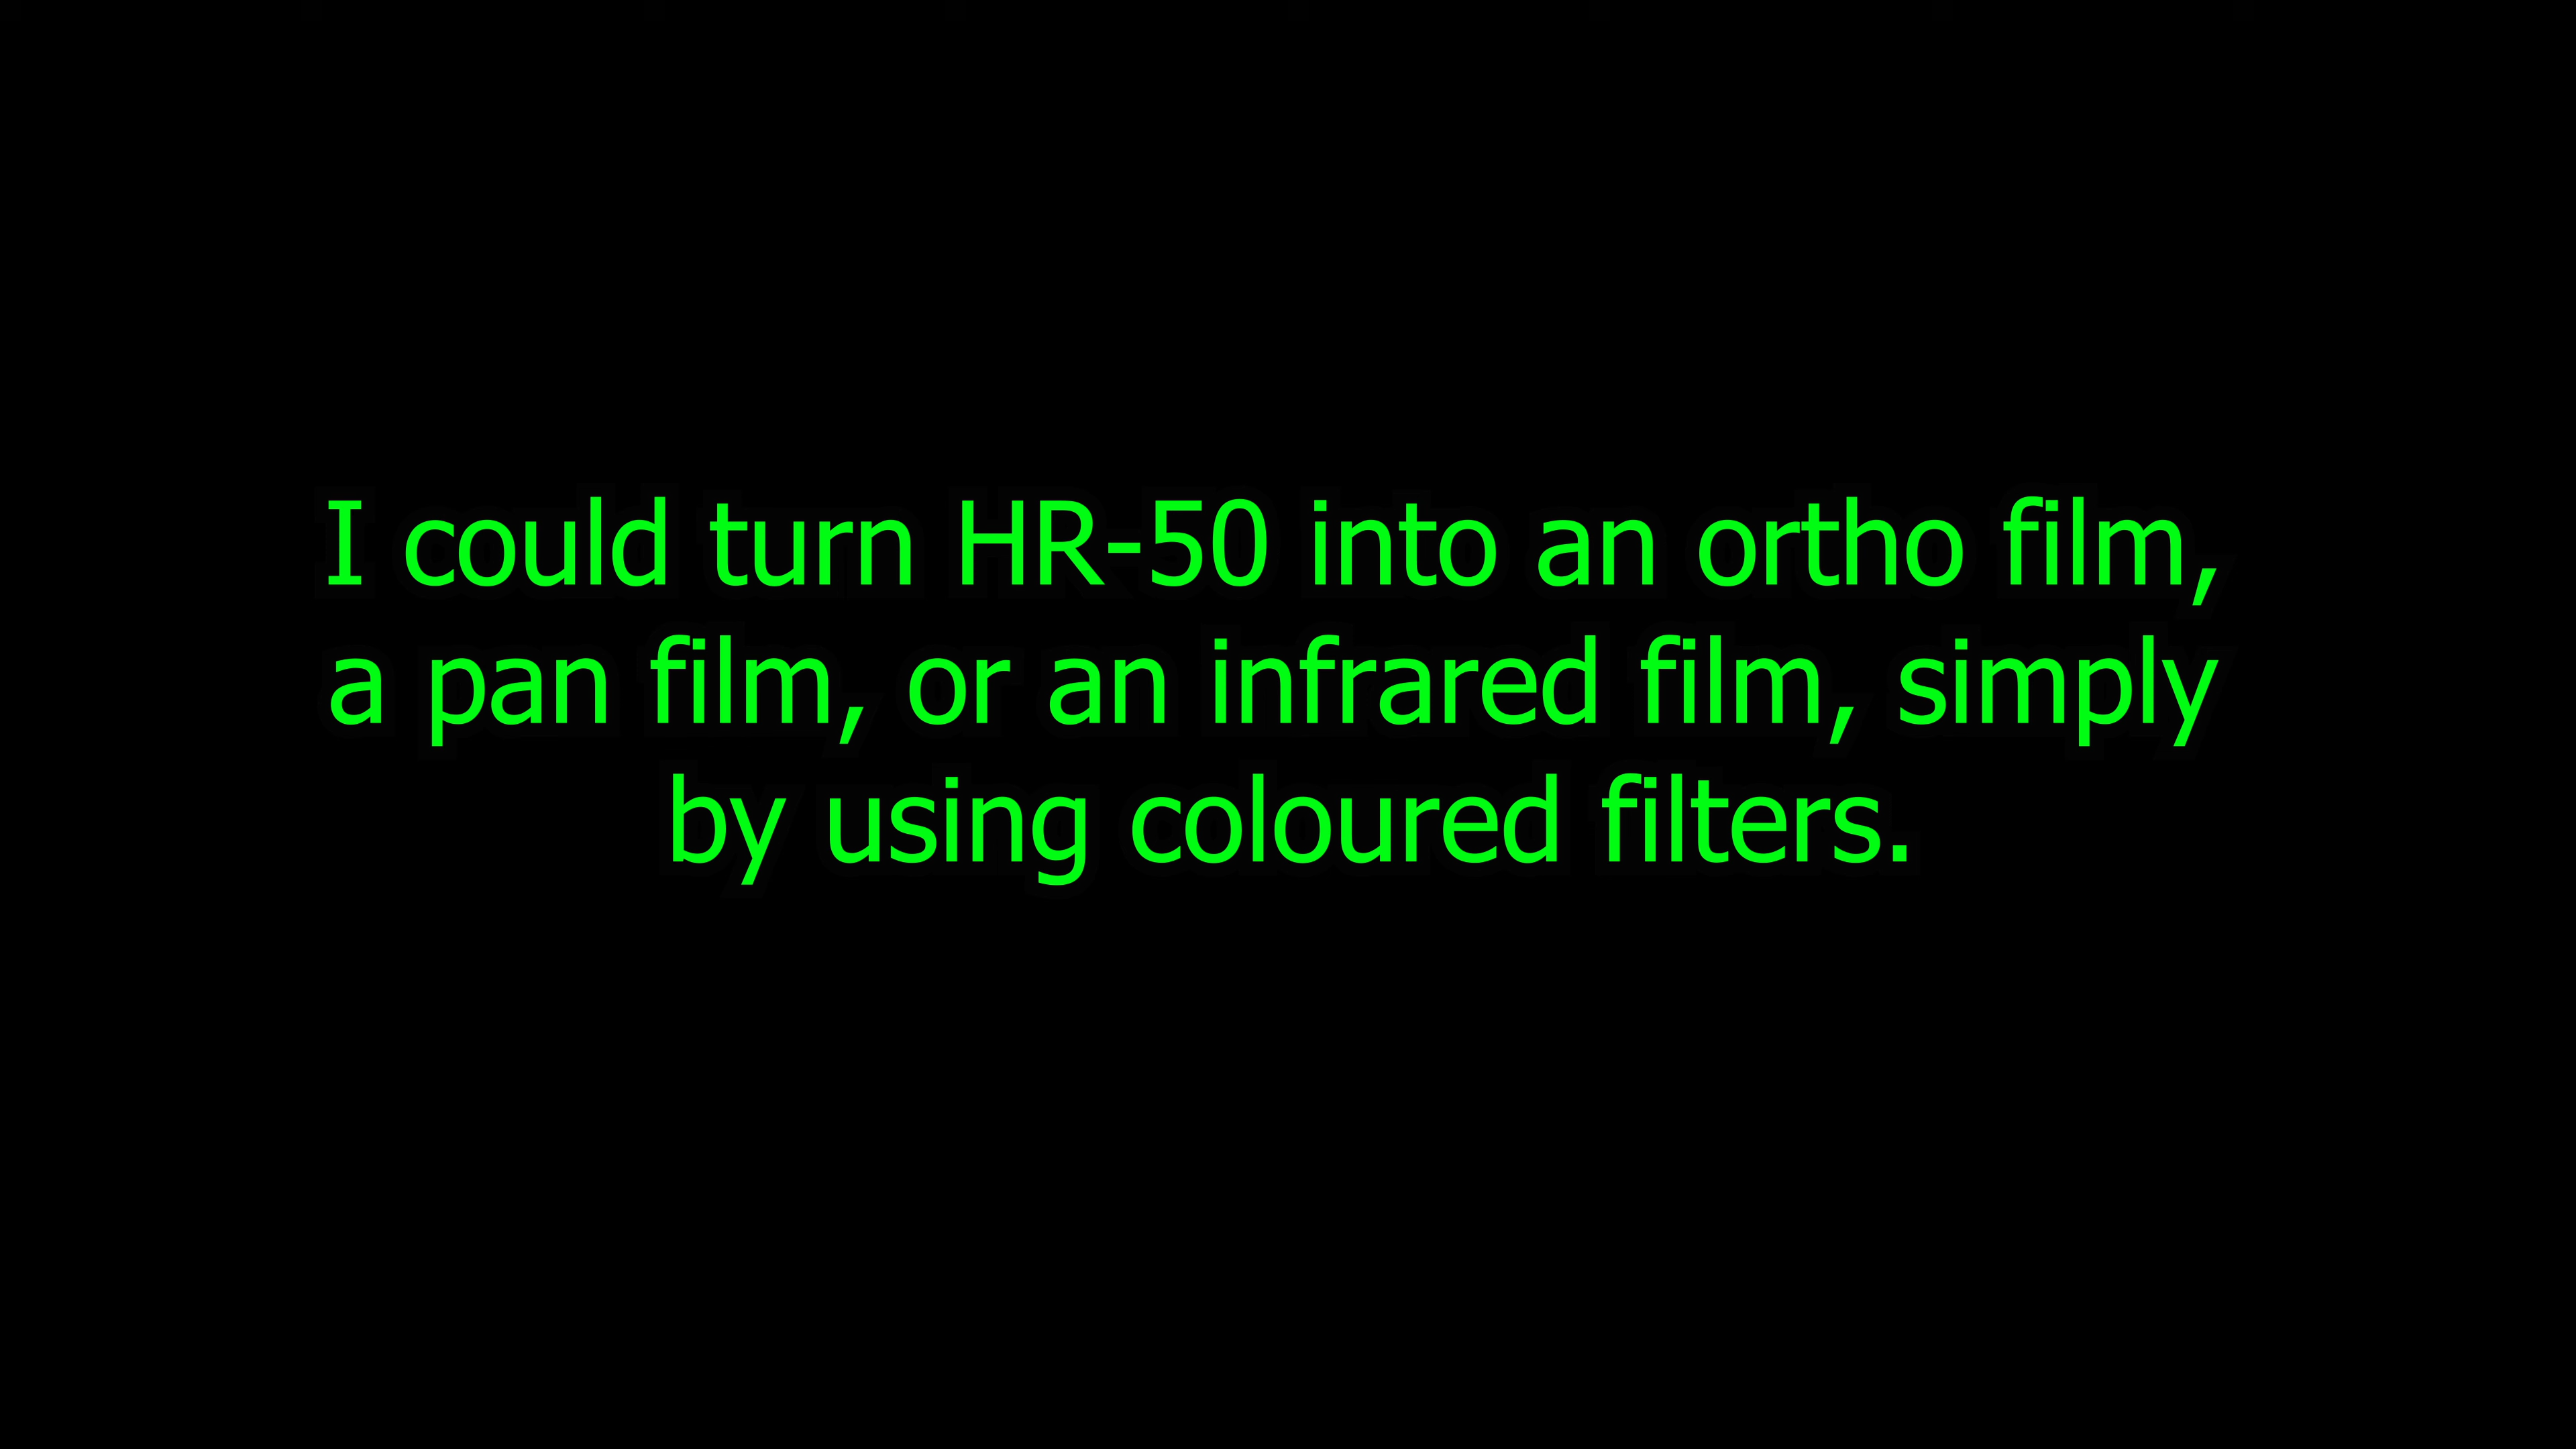 I could turn HR-50 into an ortho film,
a pan film, or an infrared film, simply
by using coloured filters.